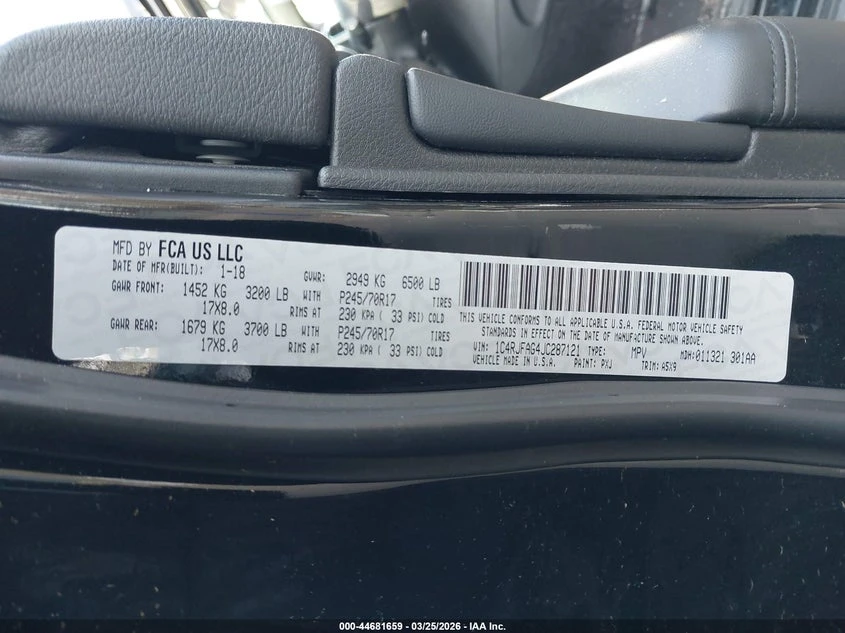 MFD BY FCA US LLC
DATE OF MFR(BUILT): 1-18 GVWR: 2949 KG 6500 LB
GAWR FRONT: 1452 KG 3200 LB WITH P245/70R17 TIRES
17X8.0 RIMS AT 230 KPA ( 33 PSI) COLD
GAWR REAR: 1679 KG 3700 LB WITH P245/70R17 TIRES
17X8.0 RIMS AT 230 KPA ( 33 PSI) COLD
THIS VEHICLE CONFORMS TO ALL APPLICABLE U.S.A. FEDERAL MOTOR VEHICLE SAFETY
STANDARDS IN EFFECT ON THE DATE OF MANUFACTURE SHOWN ABOVE.
VIN: 1C4RJFAG4JC287121 TYPE: MPV MDH: 011321 301AA
VEHICLE MADE IN U.S.A. PAINT: PXJ TRIM: A5X9
000-44681659 / 03/25/2026 / IAA Inc.